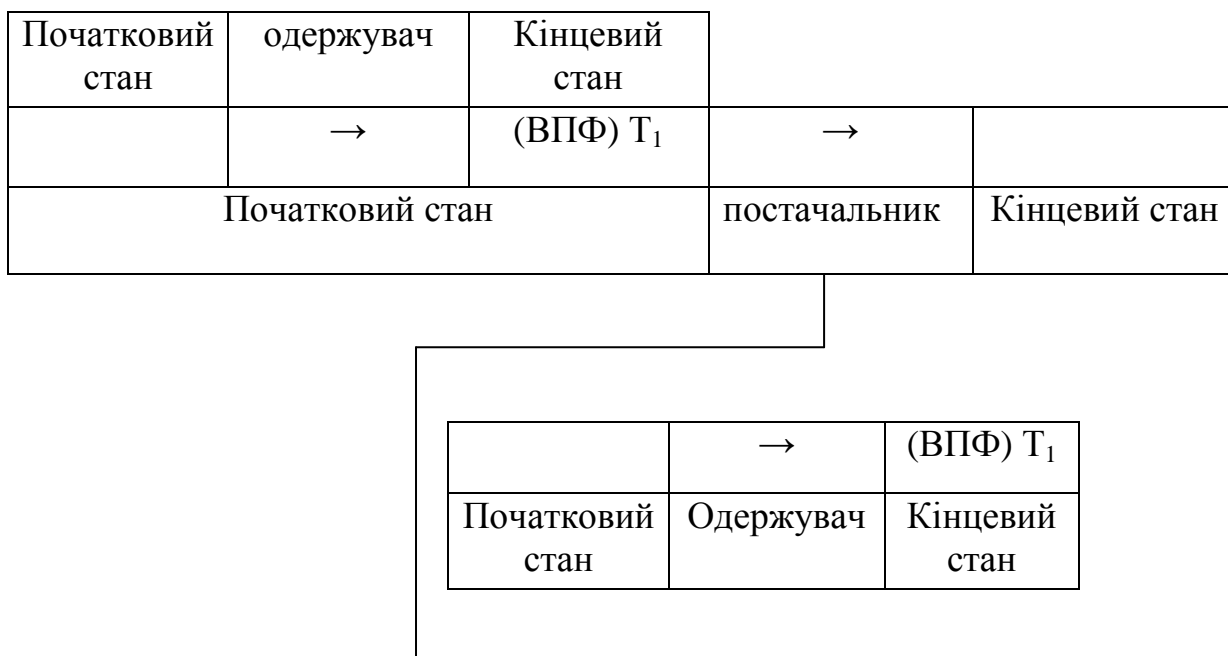 Початковий одержувач Кінцевий
стан стан
→ (ВПФ) Т₁ →
Початковий стан постачальник Кінцевий стан
→ (ВПФ) Т₁
Початковий Одержувач Кінцевий
стан стан